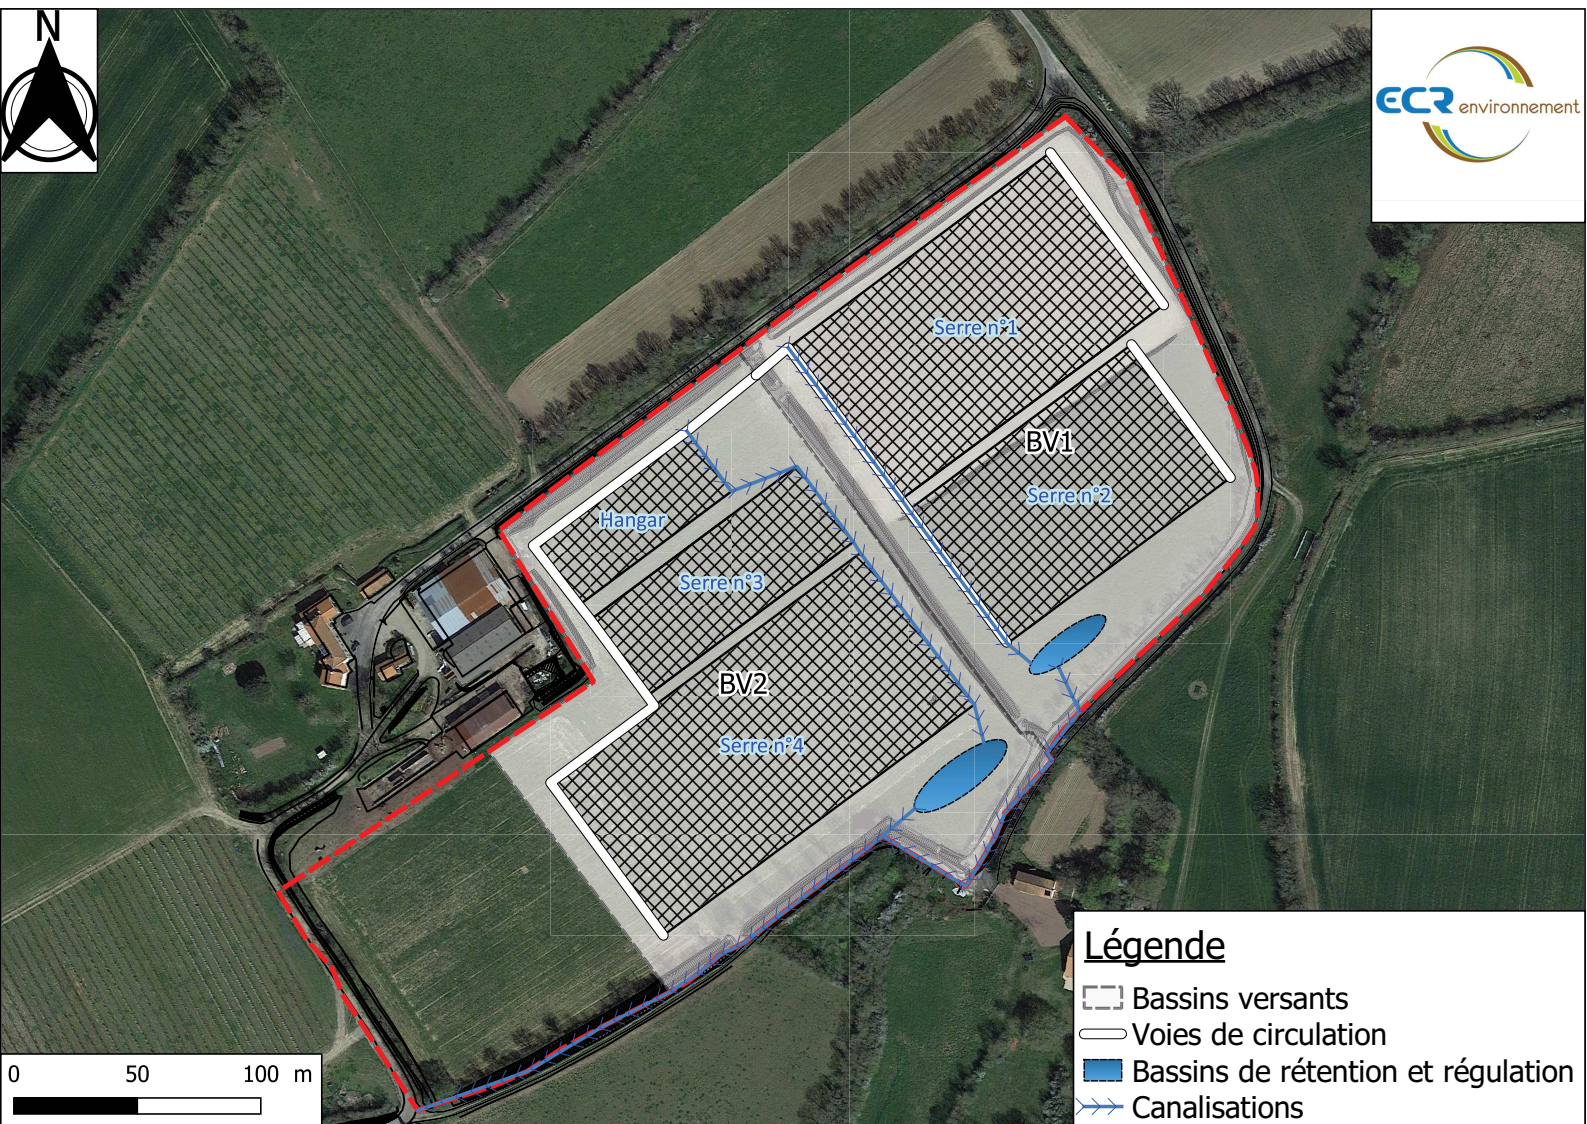 N
ECR environnement
Serre n°1
BV1
Serre n°2
Hangar
Serre n°3
BV2
Serre n°4
Légende
Bassins versants
Voies de circulation
Bassins de rétention et régulation
Canalisations
0 50 100 m